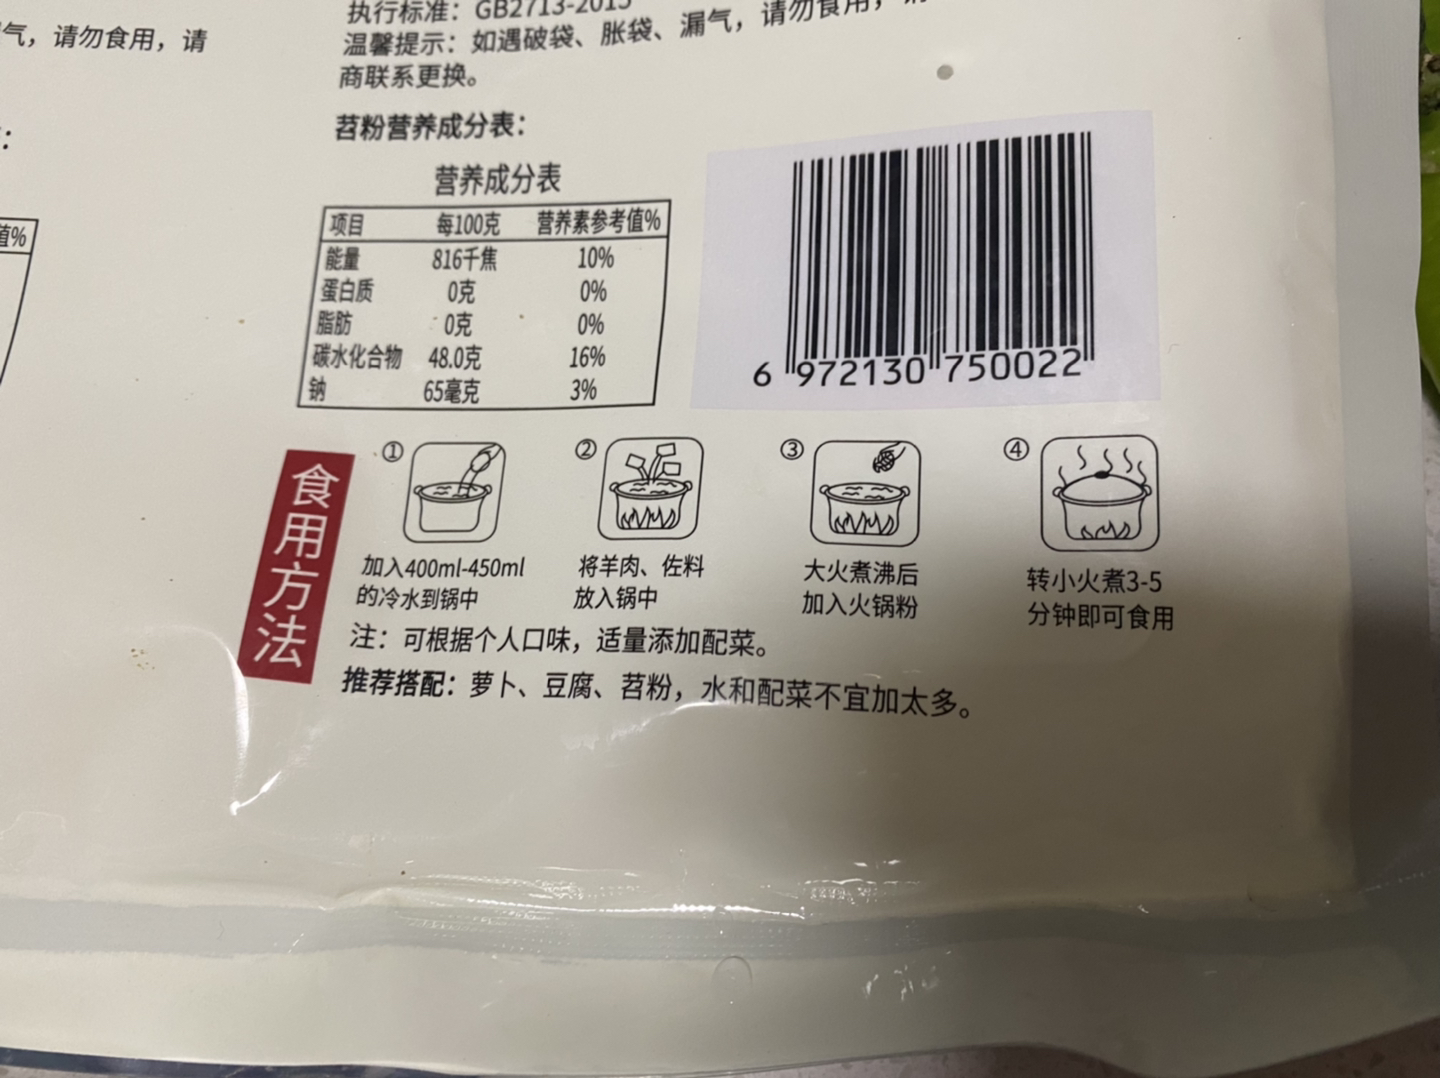 气，请勿食用，请
：
值%
执行标准：GB2713-2015
温馨提示：如遇破袋、胀袋、漏气，请勿食用，
商联系更换。
苕粉营养成分表：
营养成分表
项目 每100克 营养素参考值%
能量 816千焦 10%
蛋白质 0克 0%
脂肪 0克 0%
碳水化合物 48.0克 16%
钠 65毫克 3%
6 972130 750022
食用方法
① ② ③ ④
加入400ml-450ml
的冷水到锅中
将羊肉、佐料
放入锅中
大火煮沸后
加入火锅粉
转小火煮3-5
分钟即可食用
注：可根据个人口味，适量添加配菜。
推荐搭配：萝卜、豆腐、苕粉，水和配菜不宜加太多。